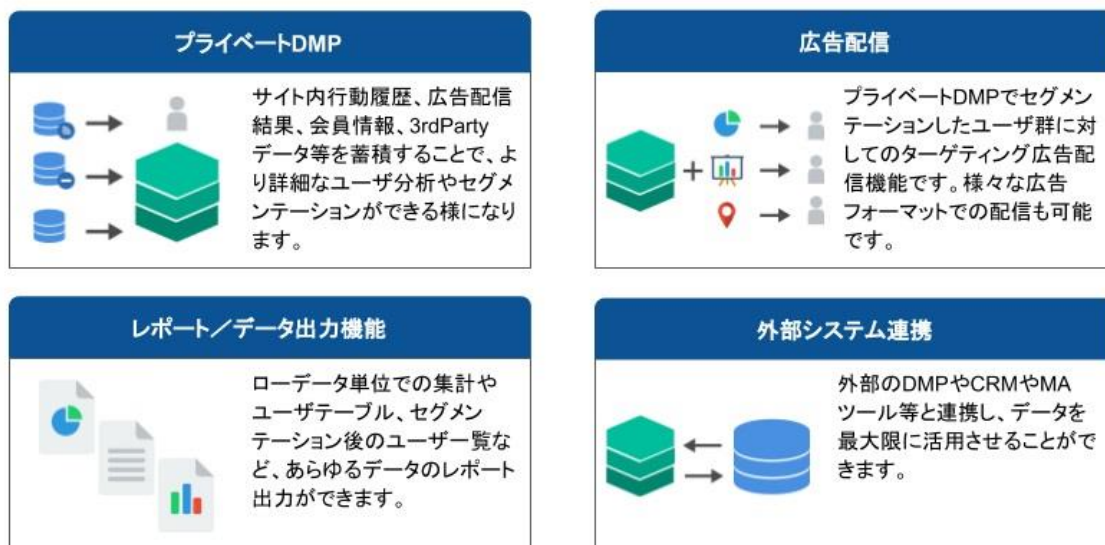 プライベートDMP
サイト内行動履歴、広告配信
結果、会員情報、3rdParty
データ等を蓄積することで、よ
り詳細なユーザ分析やセグメ
ンテーションができる様になり
ます。
広告配信
プライベートDMPでセグメン
テーションしたユーザ群に対
してのターゲティング広告配
信機能です。様々な広告
フォーマットでの配信も可能
です。
レポート／データ出力機能
ローデータ単位での集計や
ユーザテーブル、セグメン
テーション後のユーザー覧な
ど、あらゆるデータのレポート
出力ができます。
外部システム連携
外部のDMPやCRMやMA
ツール等と連携し、データを
最大限に活用させることがで
きます。